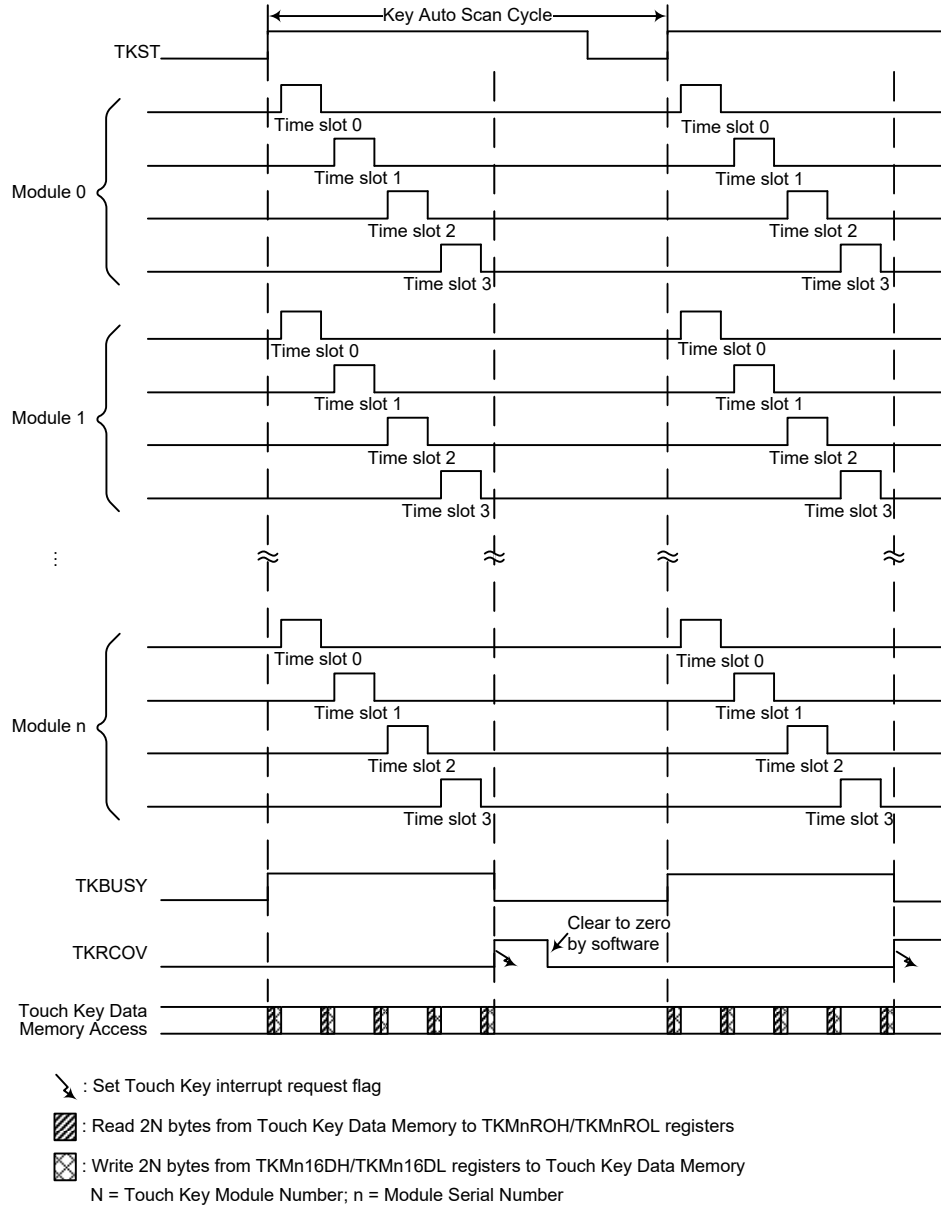 Key Auto Scan Cycle
TKST
Time slot 0
Time slot 0
Time slot 1
Time slot 1
Module 0
Time slot 2
Time slot 2
Time slot 3
Time slot 3
Time slot 0
Time slot 0
Time slot 1
Time slot 1
Module 1
Time slot 2
Time slot 2
Time slot 3
Time slot 3
...
Time slot 0
Time slot 0
Time slot 1
Time slot 1
Module n
Time slot 2
Time slot 2
Time slot 3
Time slot 3
TKBUSY
Clear to zero
by software
TKRCOV
Touch Key Data
Memory Access
: Set Touch Key interrupt request flag
: Read 2N bytes from Touch Key Data Memory to TKMnROH/TKMnROL registers
: Write 2N bytes from TKMn16DH/TKMn16DL registers to Touch Key Data Memory
N = Touch Key Module Number; n = Module Serial Number